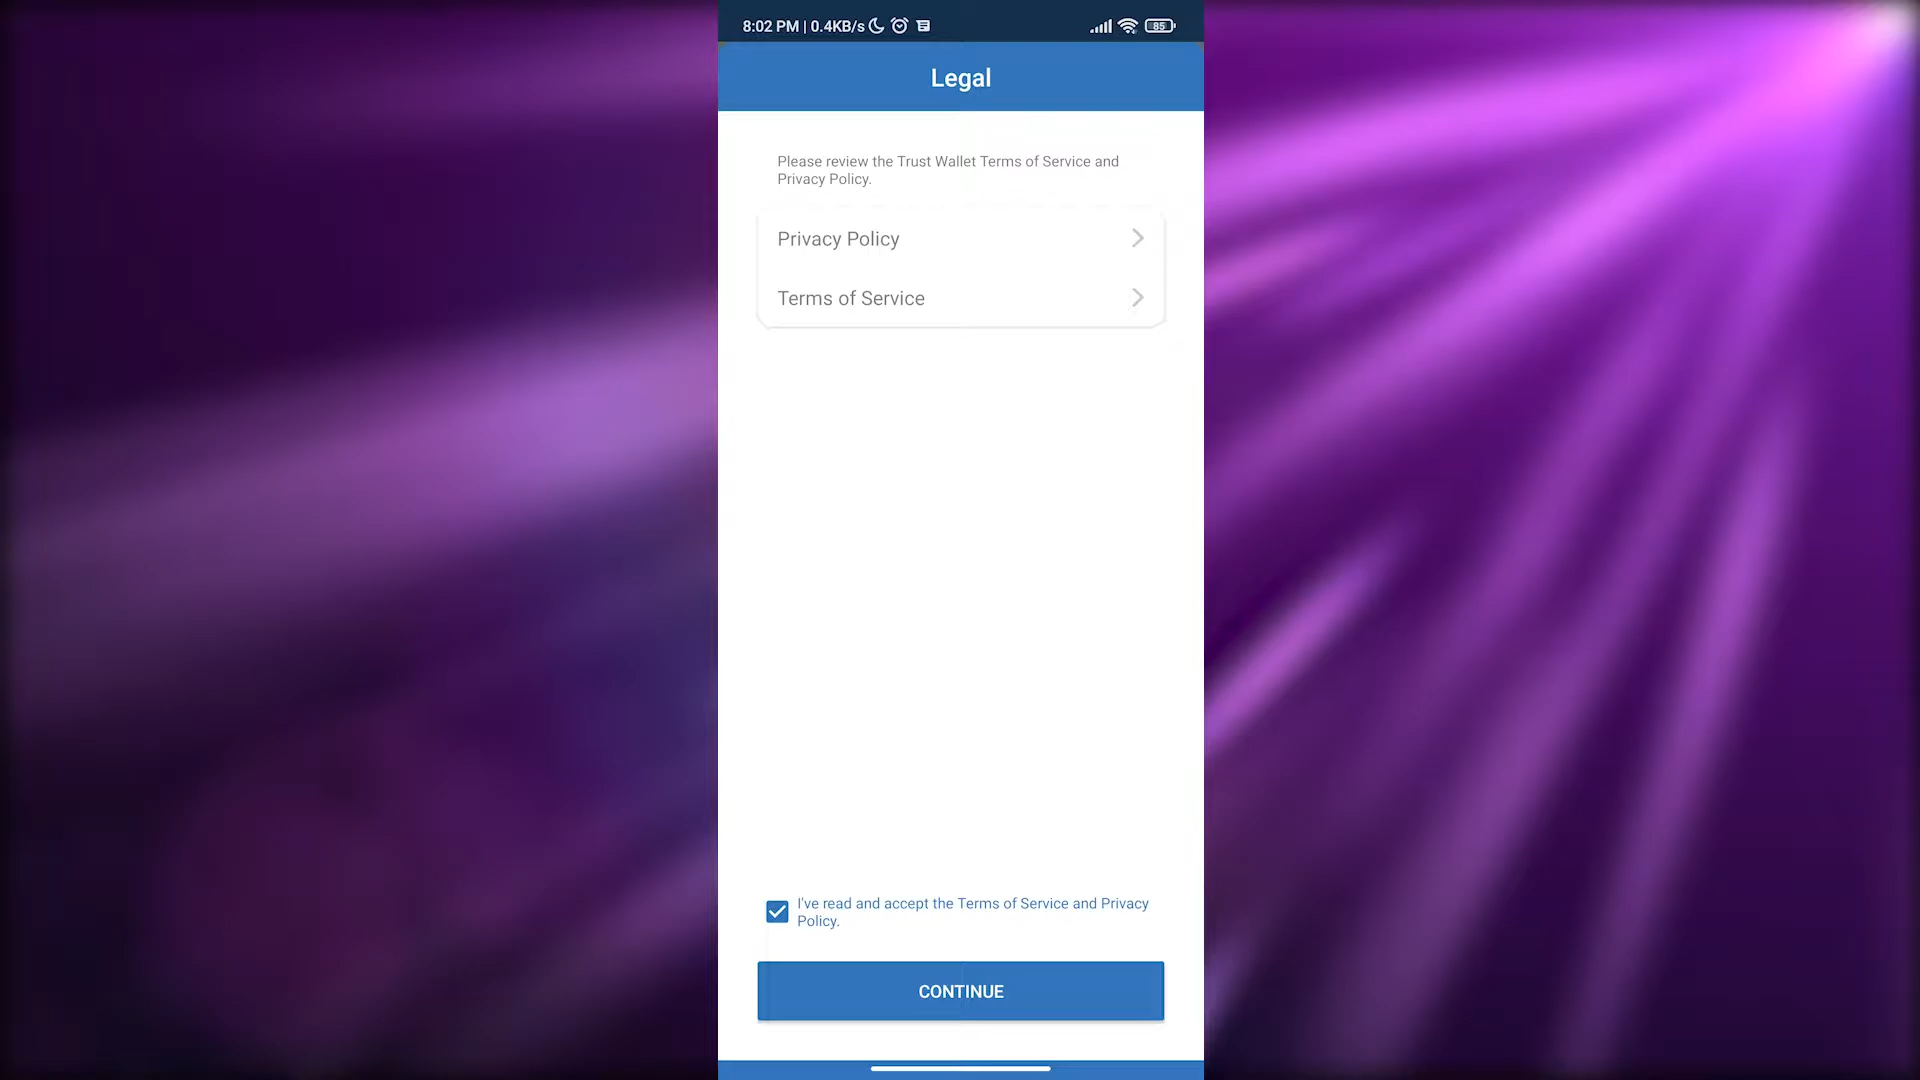 8:02 PM | 0.4KB/s 85
Legal
Please review the Trust Wallet Terms of Service and
Privacy Policy.
Privacy Policy
Terms of Service
I've read and accept the Terms of Service and Privacy
Policy.
CONTINUE